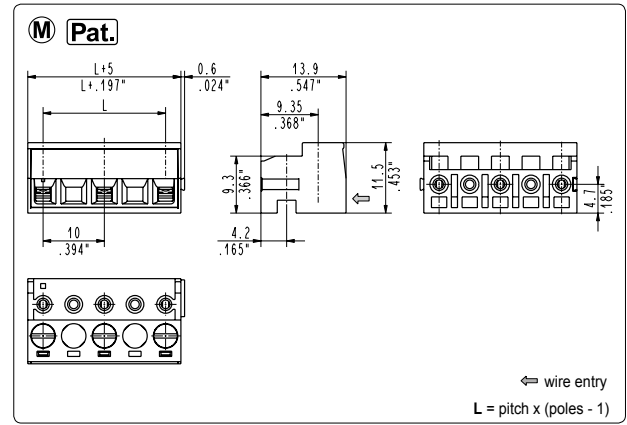 M Pat.
L+5
L+.197"
0.6
.024"
13.9
.547"
L
9.35
.368"
9.3
.366"
11.5
.453"
4.7
.185"
10
.394"
4.2
.165"
wire entry
L = pitch x (poles - 1)